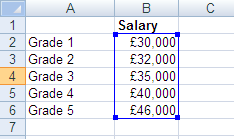 A B C
1 Salary
2 Grade 1 £30,000
3 Grade 2 £32,000
4 Grade 3 £35,000
5 Grade 4 £40,000
6 Grade 5 £46,000
7